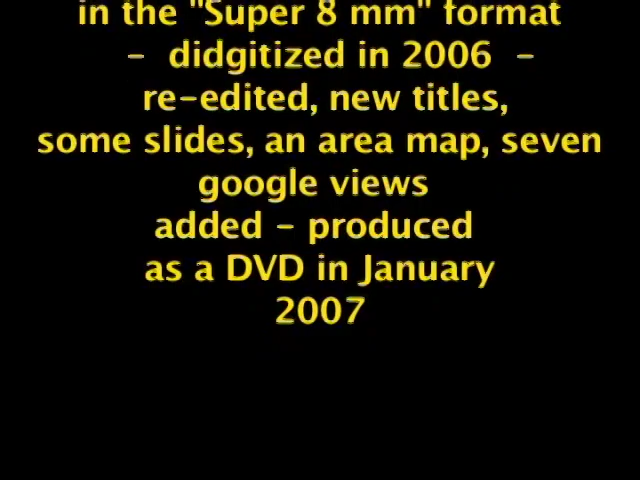 in the "Super 8 mm" format
- didgitized in 2006 -
re-edited, new titles,
some slides, an area map, seven
google views
added - produced
as a DVD in January
2007